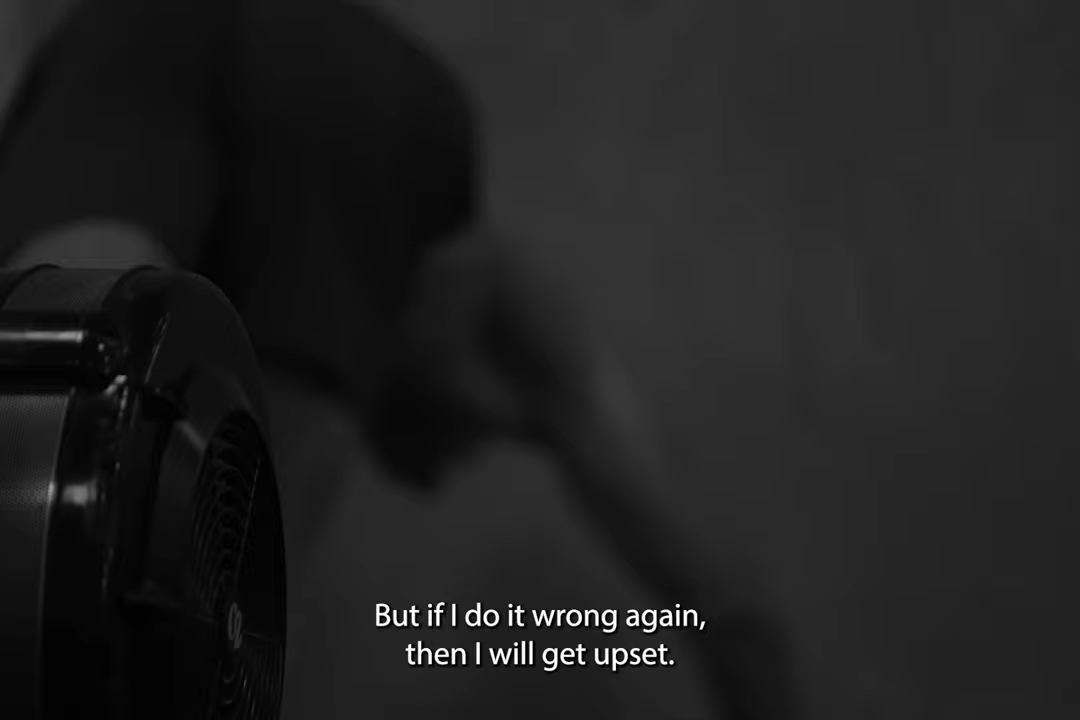 But if I do it wrong again,
then I will get upset.